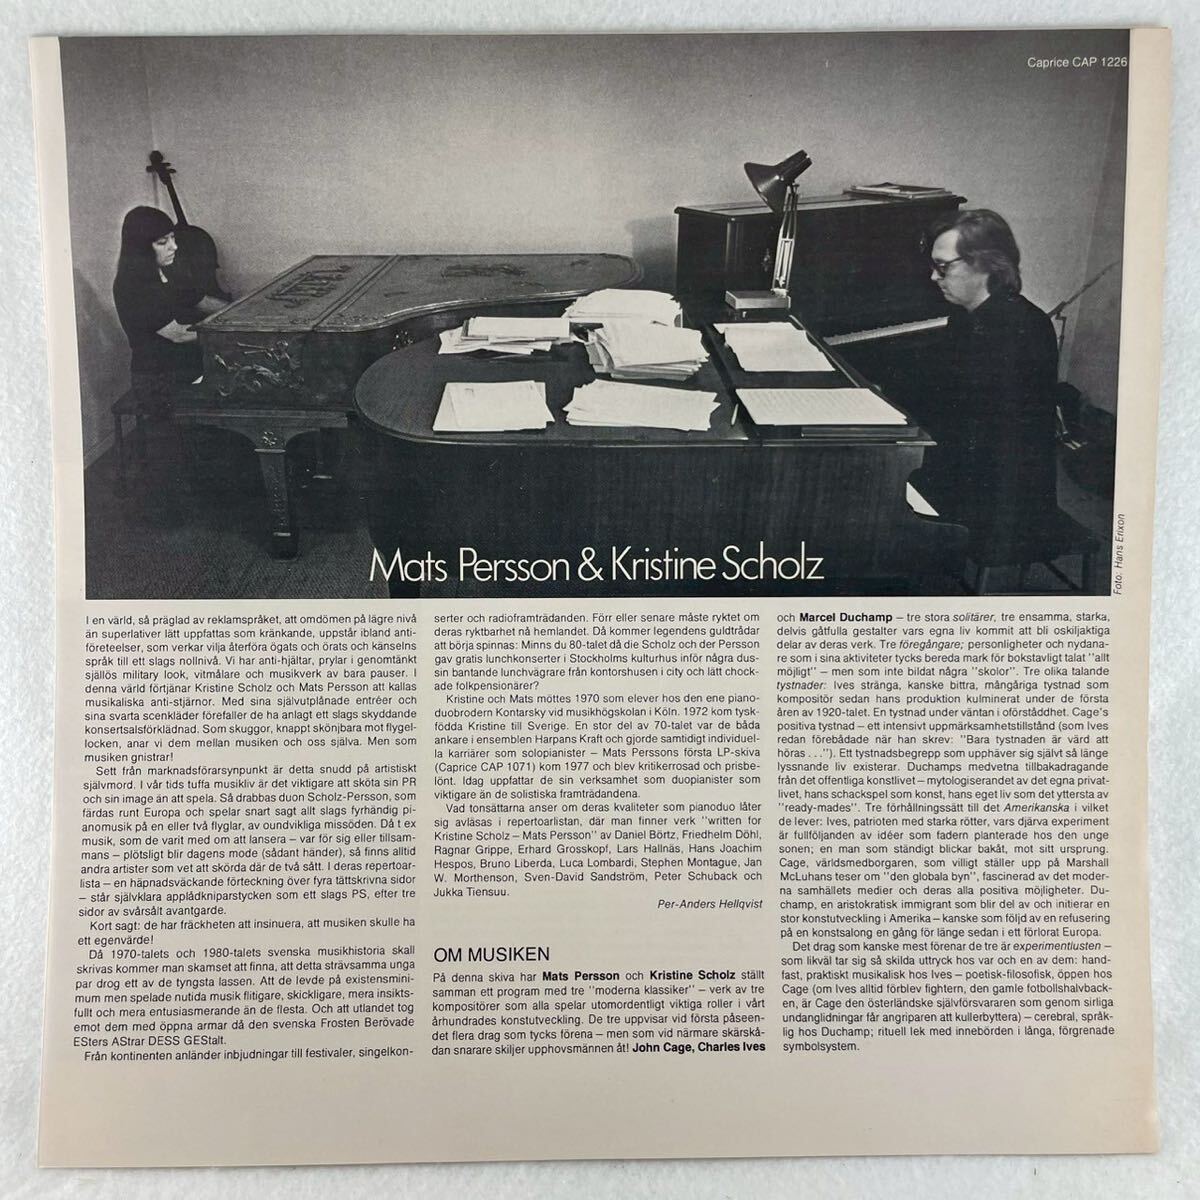 Caprice CAP 1226
Foto: Hans Erixon
Mats Persson & Kristine Scholz
I en värld, så präglad av reklamspråket, att omdömen på lägre nivå
än superlativer lätt uppfattas som kränkande, uppstår ibland anti-
företeelser, som verkar vilja återföra ögats och örats och känselns
språk till ett slags nollnivå. Vi har anti-hjältar, prylar i genomtänkt
själlös military look, vitmålare och musikverk av bara pauser. I
denna värld förtjänar Kristine Scholz och Mats Persson att kallas
musikaliska anti-stjärnor. Med sina självutplånade entréer och
sina svarta scenkläder förefaller de ha anlagt ett slags skyddande
konsertsalsförklädnad. Som skuggor, knappt skönjbara mot flygel-
locken, anar vi dem mellan musiken och oss själva. Men som
musiken gnistrar!
Sett från marknadsförarsynpunkt är detta snudd på artistiskt
självmord. I vår tids tuffa musikliv är det viktigare att sköta sin PR
och sin image än att spela. Så drabbas duon Scholz-Persson, som
färdas runt Europa och spelar snart sagt allt slags fyrhändig pi-
anomusik på en eller två flyglar, av oundvikliga missöden. Då t ex
musik, som de varit med om att lansera – var för sig eller tillsam-
mans – plötsligt blir dagens mode (sådant händer), så finns alltid
andra artister som vet att skörda där de två sått. I deras repertoar-
lista – en häpnadsväckande förteckning över fyra tättskrivna sidor
– står självklara applådkniparstycken som ett slags PS, efter tre
sidor av svårsålt avantgarde.
Kort sagt: de har fräckheten att insinuera, att musiken skulle ha
ett egenvärde!
Då 1970-talets och 1980-talets svenska musikhistoria skall
skrivas kommer man skamset att finna, att detta strävsamma unga
par drog ett av de tyngsta lassen. Att de levde på existensmini-
mum men spelade nutida musik flitigare, skickligare, mera insikts-
fullt och mera entusiasmerande än de flesta. Och att utlandet tog
emot dem med öppna armar då den svenska Frosten Berövade
ESters AStrar DESS GEStalt.
Från kontinenten anländer inbjudningar till festivaler, singelkon-
serter och radioframträdanden. Förr eller senare måste ryktet om
deras ryktbarhet nå hemlandet. Då kommer legendens guldtrådar
att börja spinnas: Minns du 80-talet då die Scholz och der Persson
gav gratis lunchkonserter i Stockholms kulturhus inför några dus-
sin bantande lunchvägrare från kontorshusen i city och lätt chock-
ade folkpensionärer?
Kristine och Mats möttes 1970 som elever hos den ene piano-
duobrodern Kontarsky vid musikhögskolan i Köln. 1972 kom tysk-
födda Kristine till Sverige. En stor del av 70-talet var de båda
ankare i ensemblen Harpans Kraft och gjorde samtidigt individuel-
la karriärer som solopianister – Mats Perssons första LP-skiva
(Caprice CAP 1071) kom 1977 och blev kritikerrosad och prisbe-
lönt. Idag uppfattar de sin verksamhet som duopianister som
viktigare än de solistiska framträdandena.
Vad tonsättarna anser om deras kvaliteter som pianoduo låter
sig avläsas i repertoarlistan, där man finner verk "written for
Kristine Scholz – Mats Persson" av Daniel Börtz, Friedhelm Döhl,
Ragnar Grippe, Erhard Grosskopf, Lars Hallnäs, Hans Joachim
Hespos, Bruno Liberda, Luca Lombardi, Stephen Montague, Jan
W. Morthenson, Sven-David Sandström, Peter Schuback och
Jukka Tiensuu.
Per-Anders Hellqvist
OM MUSIKEN
På denna skiva har Mats Persson och Kristine Scholz ställt
samman ett program med tre "moderna klassiker" – verk av tre
kompositörer som alla spelar utomordentligt viktiga roller i vårt
århundrades konstutveckling. De tre uppvisar vid första påseen-
det flera drag som tycks förena – men som vid närmare skärskå-
dan snarare skiljer upphovsmännen åt! John Cage, Charles Ives
och Marcel Duchamp – tre stora solitärer, tre ensamma, starka,
delvis gåtfulla gestalter vars egna liv kommit att bli oskiljaktiga
delar av deras verk. Tre föregångare; personligheter och nydana-
re som i sina aktiviteter tycks bereda mark för bokstavligt talat "allt
möjligt" – men som inte bildat några "skolor". Tre olika talande
tystnader: Ives stränga, kanske bittra, mångåriga tystnad som
kompositör sedan hans produktion kulminerat under de första
åren av 1920-talet. En tystnad under väntan i oförståddhet. Cage's
positiva tystnad – ett intensivt uppmärksamhetstillstånd (som Ives
redan förebådade när han skrev: "Bara tystnaden är värd att
höras . . ."). Ett tystnadsbegrepp som upphäver sig självt så länge
lyssnande liv existerar. Duchamps medvetna tillbakadragande
från det offentliga konstlivet – mytologiserandet av det egna privat-
livet, hans schackspel som konst, hans eget liv som det yttersta av
"ready-mades". Tre förhållningssätt till det Amerikanska i vilket
de lever: Ives, patrioten med starka rötter, vars djärva experiment
är fullföljanden av idéer som fadern planterade hos den unge
sonen; en man som ständigt blickar bakåt, mot sitt ursprung.
Cage, världsmedborgaren, som villigt ställer upp på Marshall
McLuhans teser om "den globala byn", fascinerad av det moder-
na samhällets medier och deras alla positiva möjligheter. Du-
champ, en aristokratisk immigrant som blir del av och initierar en
stor konstutveckling i Amerika – kanske som följd av en refusering
på en konstsalong en gång för länge sedan i ett förlorat Europa.
Det drag som kanske mest förenar de tre är experimentlusten –
som likväl tar sig så skilda uttryck hos var och en av dem: hand-
fast, praktiskt musikalisk hos Ives – poetisk-filosofisk, öppen hos
Cage (om Ives alltid förblev fightern, den gamle fotbollshalvback-
en, är Cage den österländske självförsvararen som genom sirliga
undanglidningar får angriparen att kullerbyttera) – cerebral, språk-
lig hos Duchamp; rituell lek med innebörden i långa, förgrenade
symbolsystem.